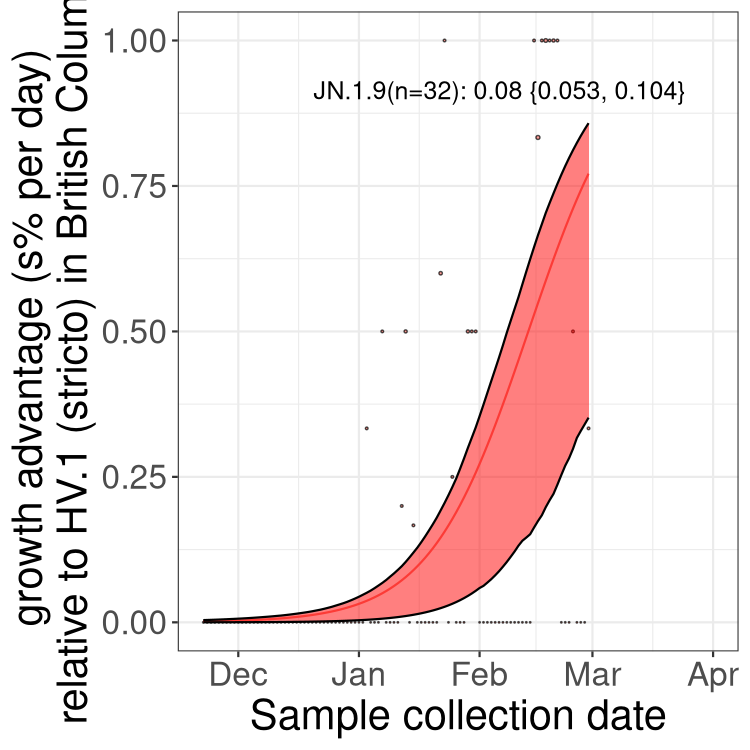 growth advantage (s% per day)
relative to HV.1 (stricto) in British Colum
1.00
0.75
0.50
0.25
0.00
JN.1.9(n=32): 0.08 {0.053, 0.104}
Dec Jan Feb Mar Apr
Sample collection date